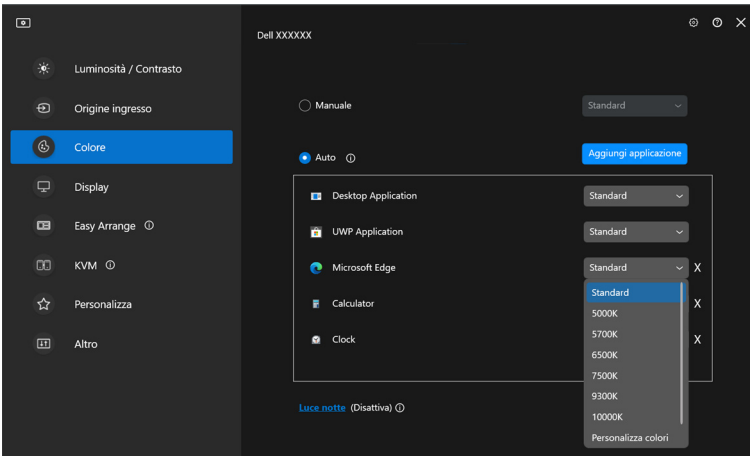 Dell XXXXXX
Luminosità / Contrasto
Origine ingresso
Colore
Display
Easy Arrange
KVM
Personalizza
Altro
Manuale
Standard
Auto
Aggiungi applicazione
Desktop Application
Standard
UWP Application
Standard
Microsoft Edge
Standard
X
Calculator
X
Clock
X
Standard
5000K
5700K
6500K
7500K
9300K
10000K
Personalizza colori
Luce notte (Disattiva)